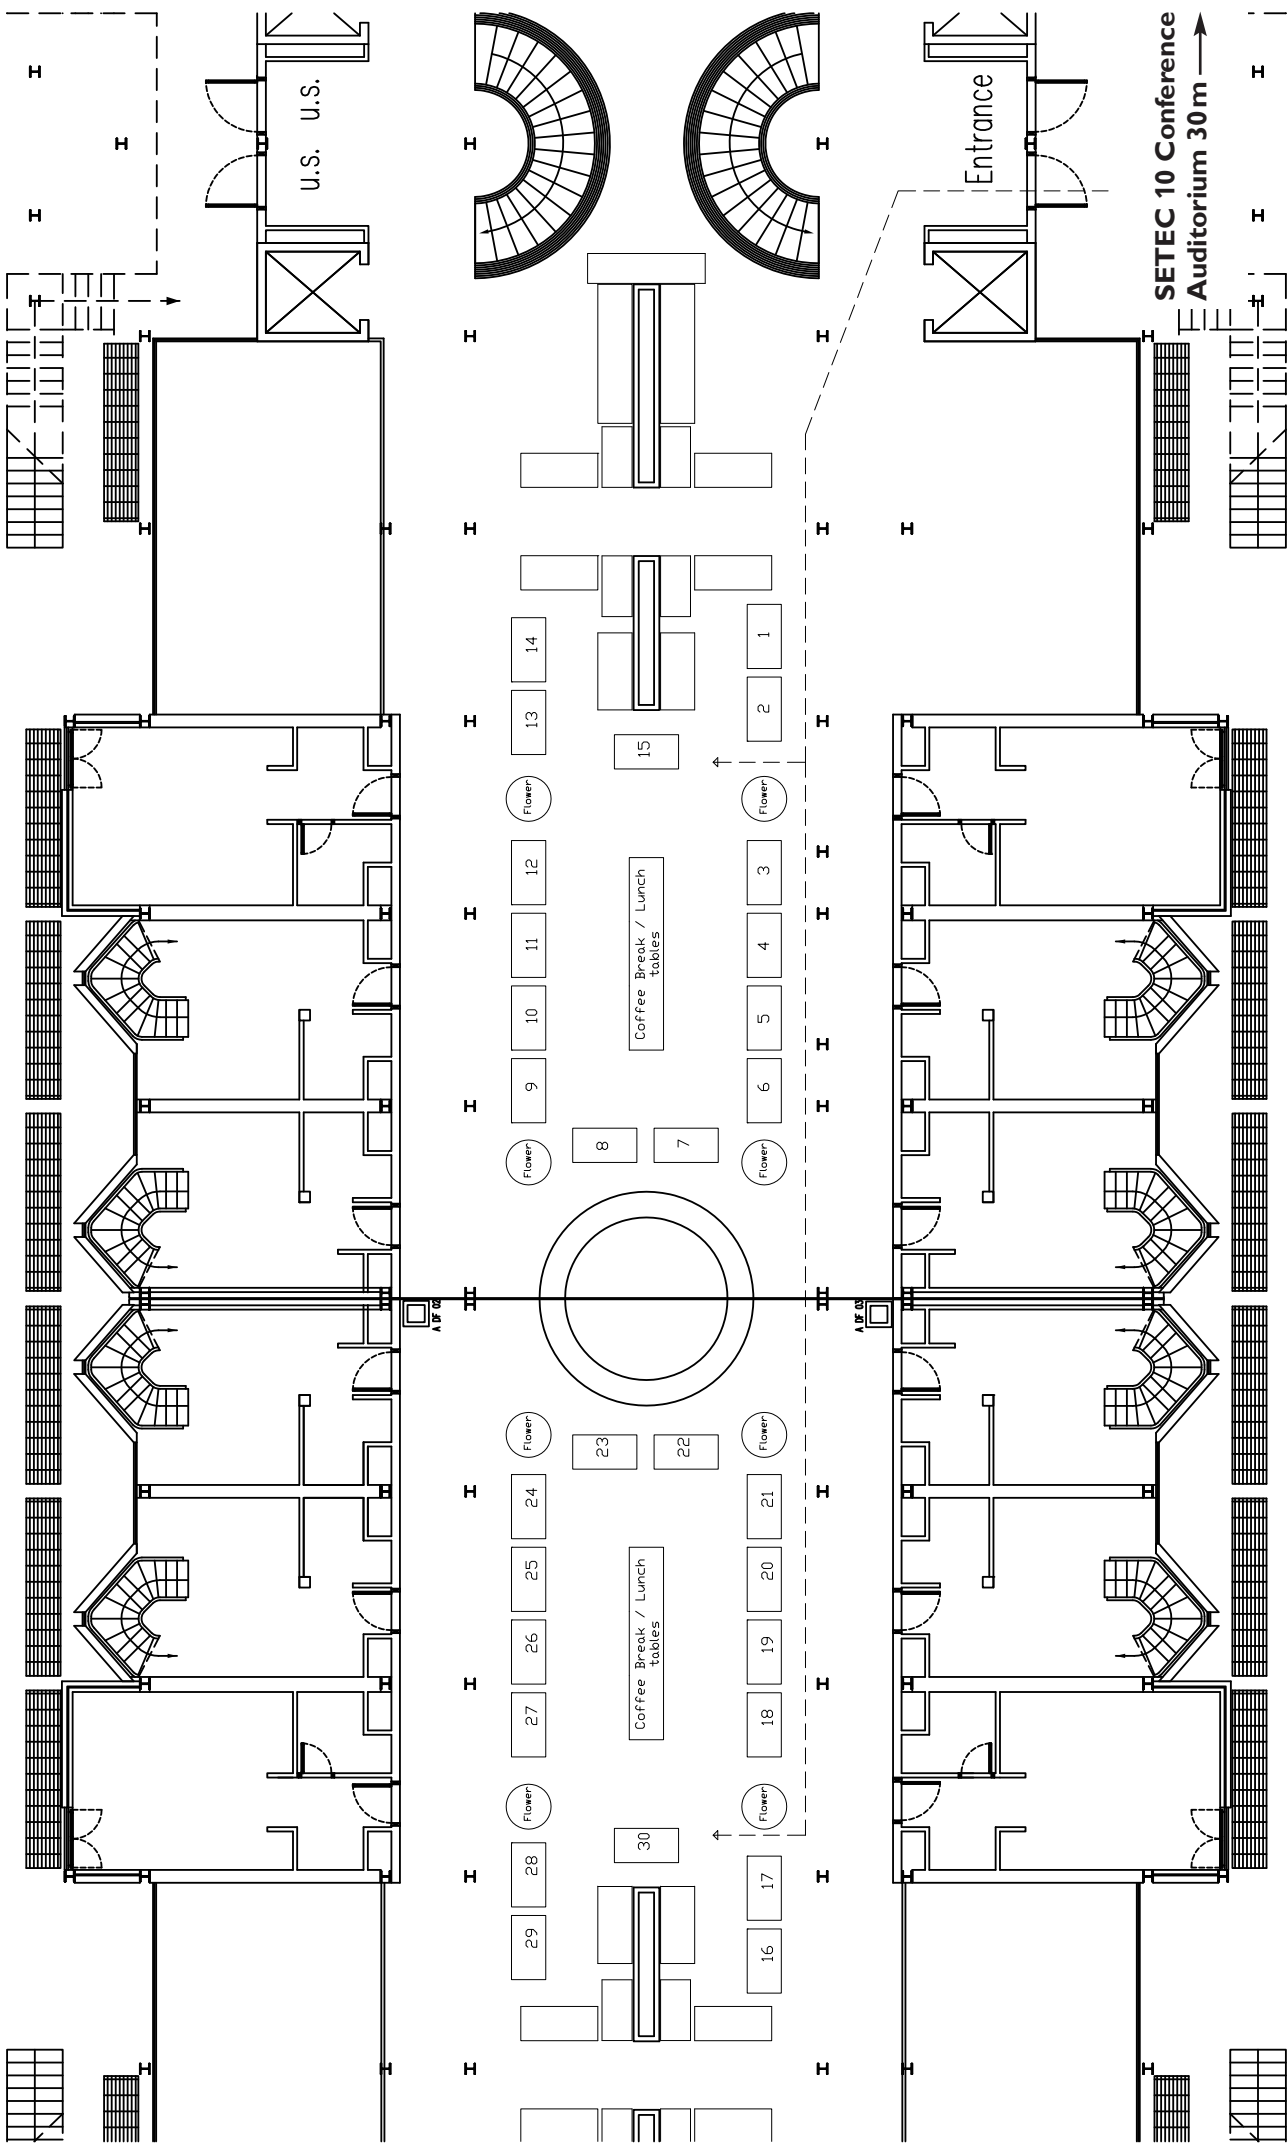 SETEC 10 Conference
Auditorium 30m
u.s. u.s.
Entrance
14
1
13
2
15
Flower
Flower
12
3
11
Coffee Break / Lunch
tables
4
10
5
9
6
8
7
Flower
Flower
A DF 02
A DF 03
Flower
23
22
Flower
24
21
25
Coffee Break / Lunch
tables
20
26
19
27
18
Flower
Flower
28
30
17
29
16